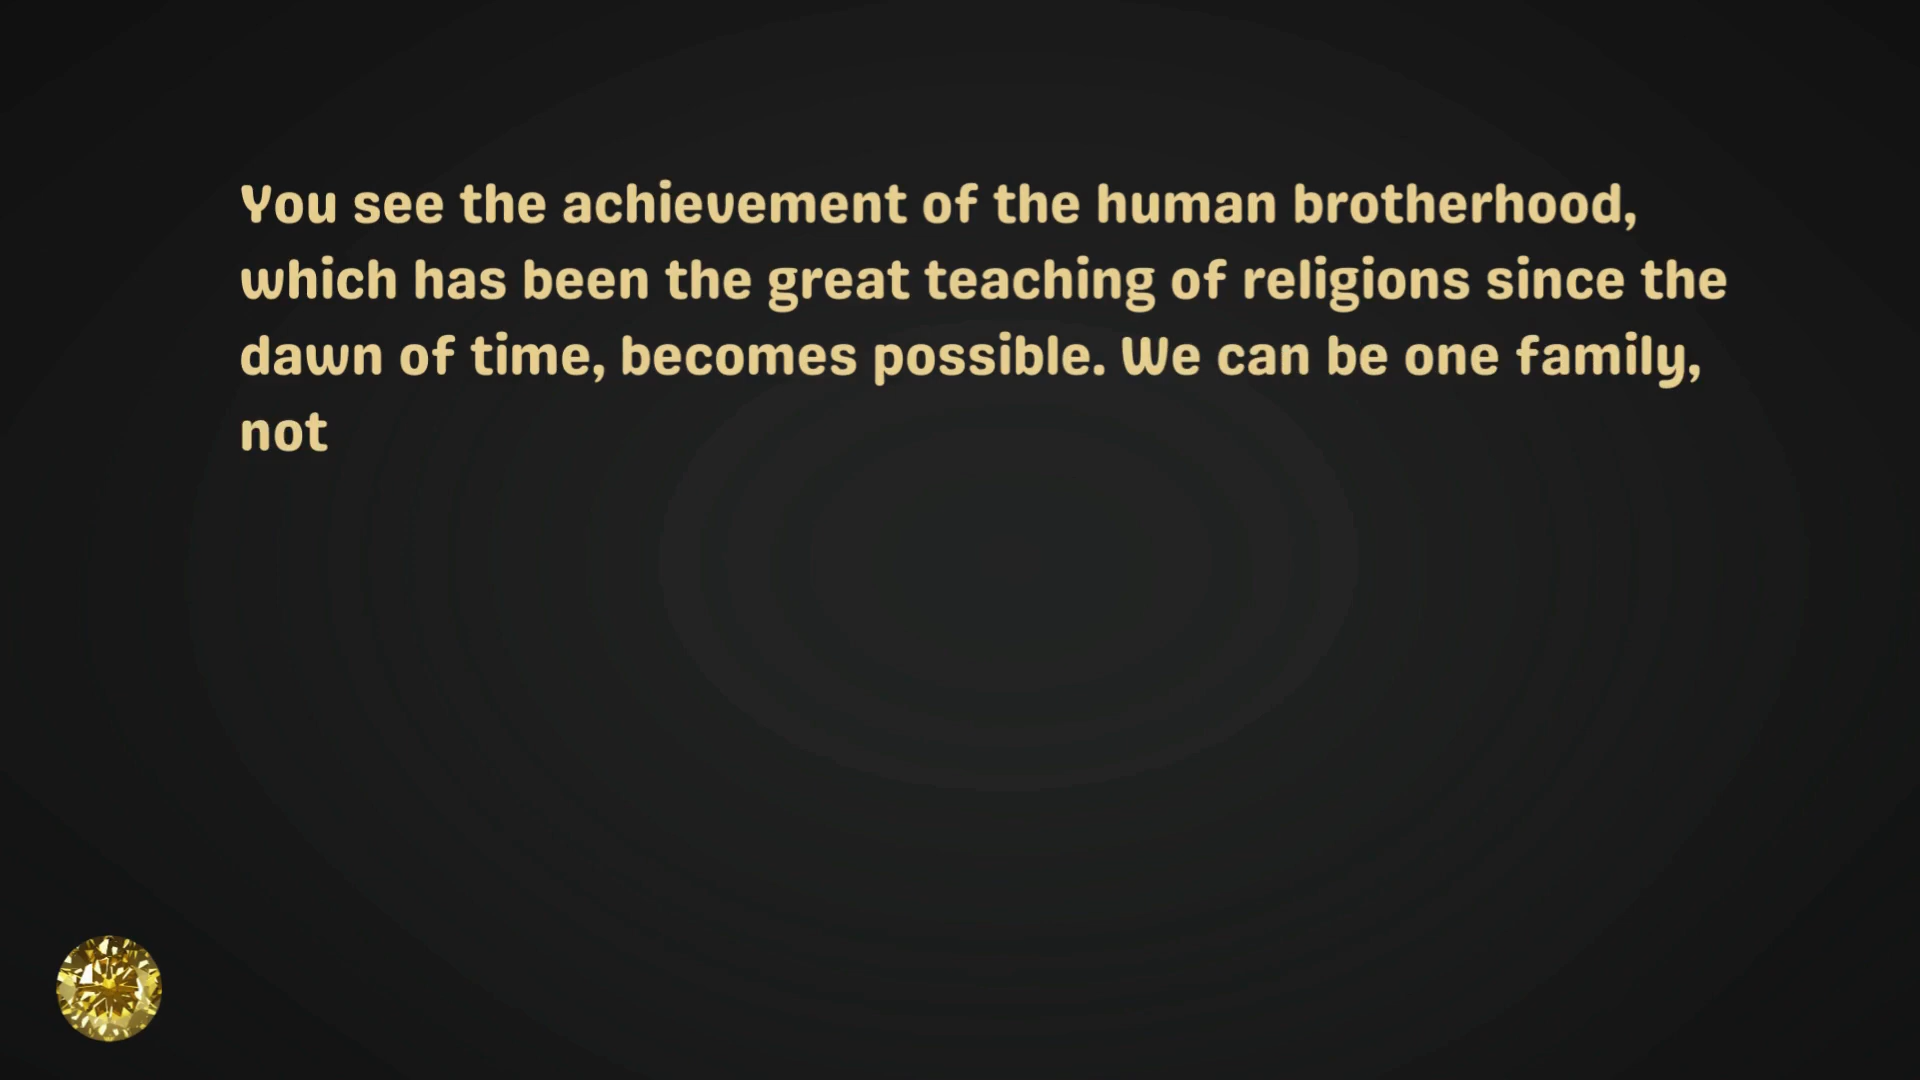 You see the achievement of the human brotherhood,
which has been the great teaching of religions since the
dawn of time, becomes possible. We can be one family,
not